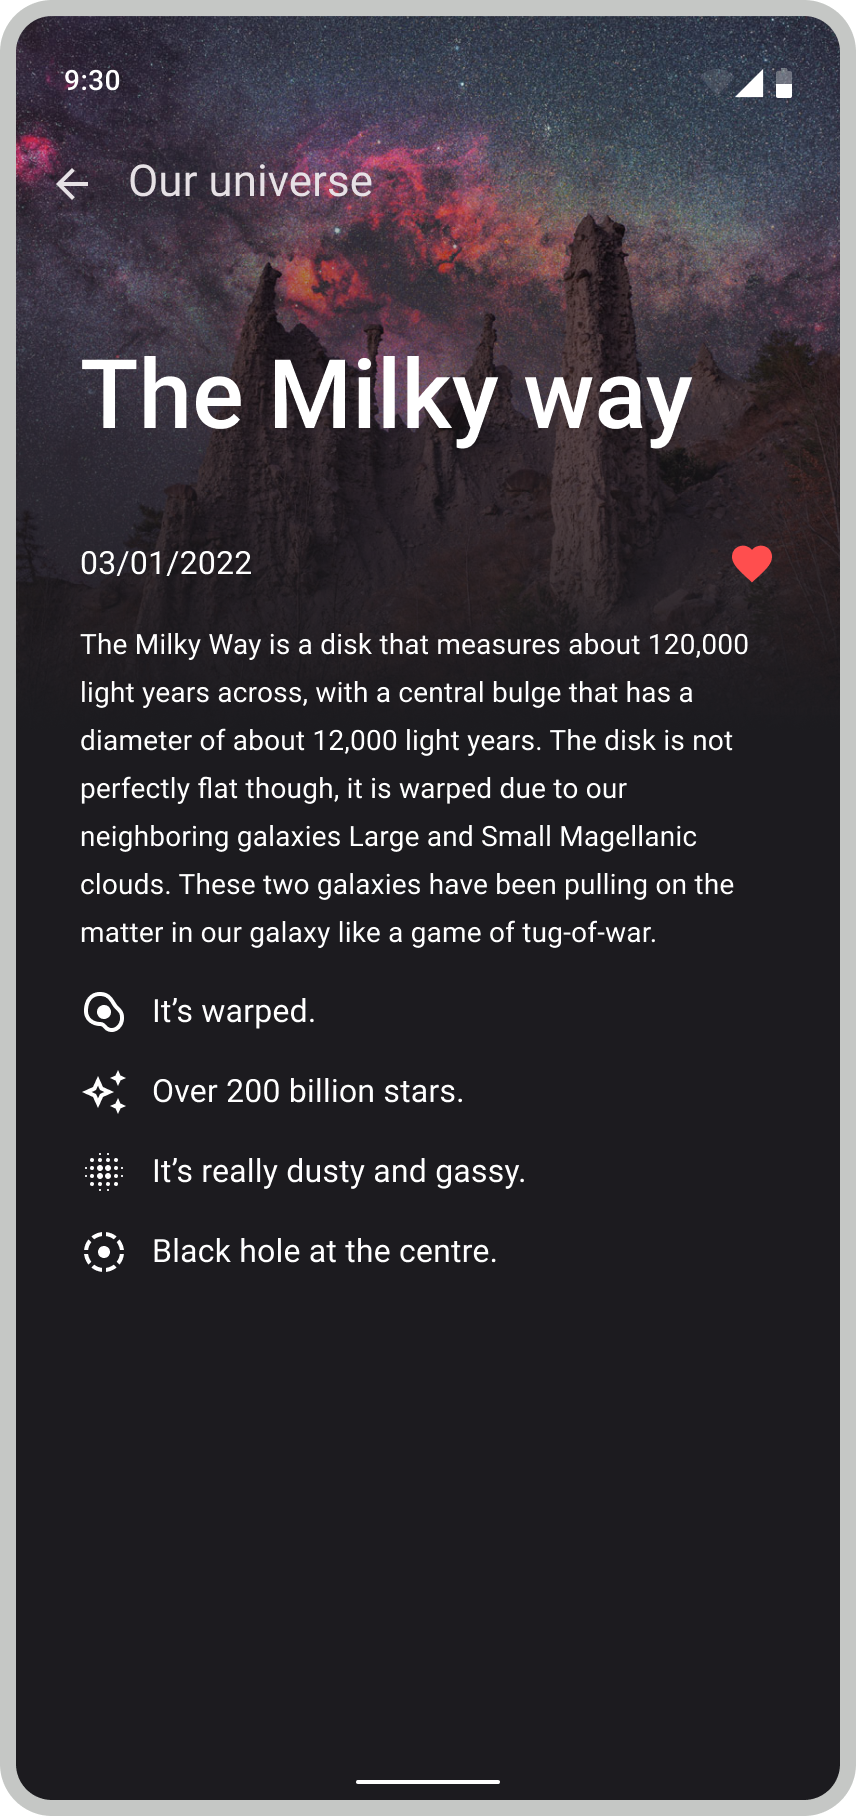 9:30
Our universe
The Milky way
03/01/2022
The Milky Way is a disk that measures about 120,000
light years across, with a central bulge that has a
diameter of about 12,000 light years. The disk is not
perfectly flat though, it is warped due to our
neighboring galaxies Large and Small Magellanic
clouds. These two galaxies have been pulling on the
matter in our galaxy like a game of tug-of-war.
It’s warped.
Over 200 billion stars.
It’s really dusty and gassy.
Black hole at the centre.